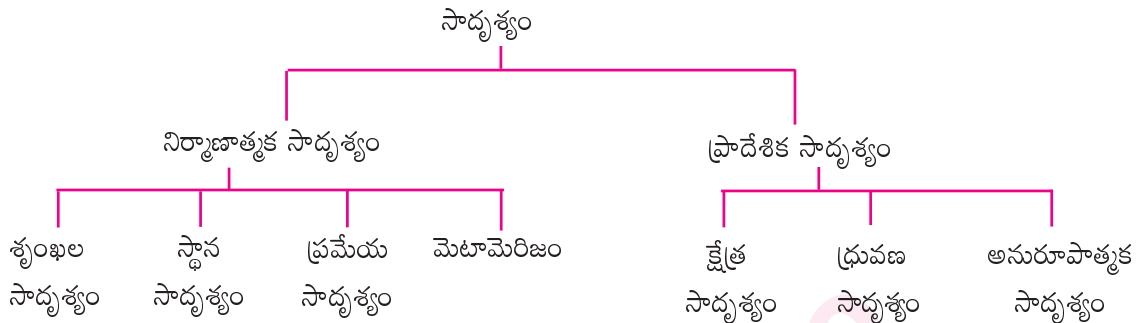 సాదృశ్యం
నిర్మాణాత్మక సాదృశ్యం
ప్రాదేశిక సాదృశ్యం
శృంఖల
సాదృశ్యం
స్థాన
సాదృశ్యం
ప్రమేయ
సాదృశ్యం
మెటామెరిజం
క్షేత్ర
సాదృశ్యం
ధ్రువణ
సాదృశ్యం
అనురూపాత్మక
సాదృశ్యం